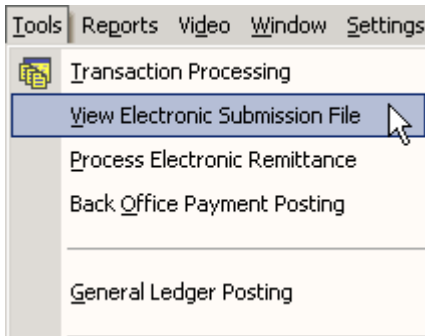 Tools Reports Video Window Settings
Transaction Processing
View Electronic Submission File
Process Electronic Remittance
Back Office Payment Posting
General Ledger Posting